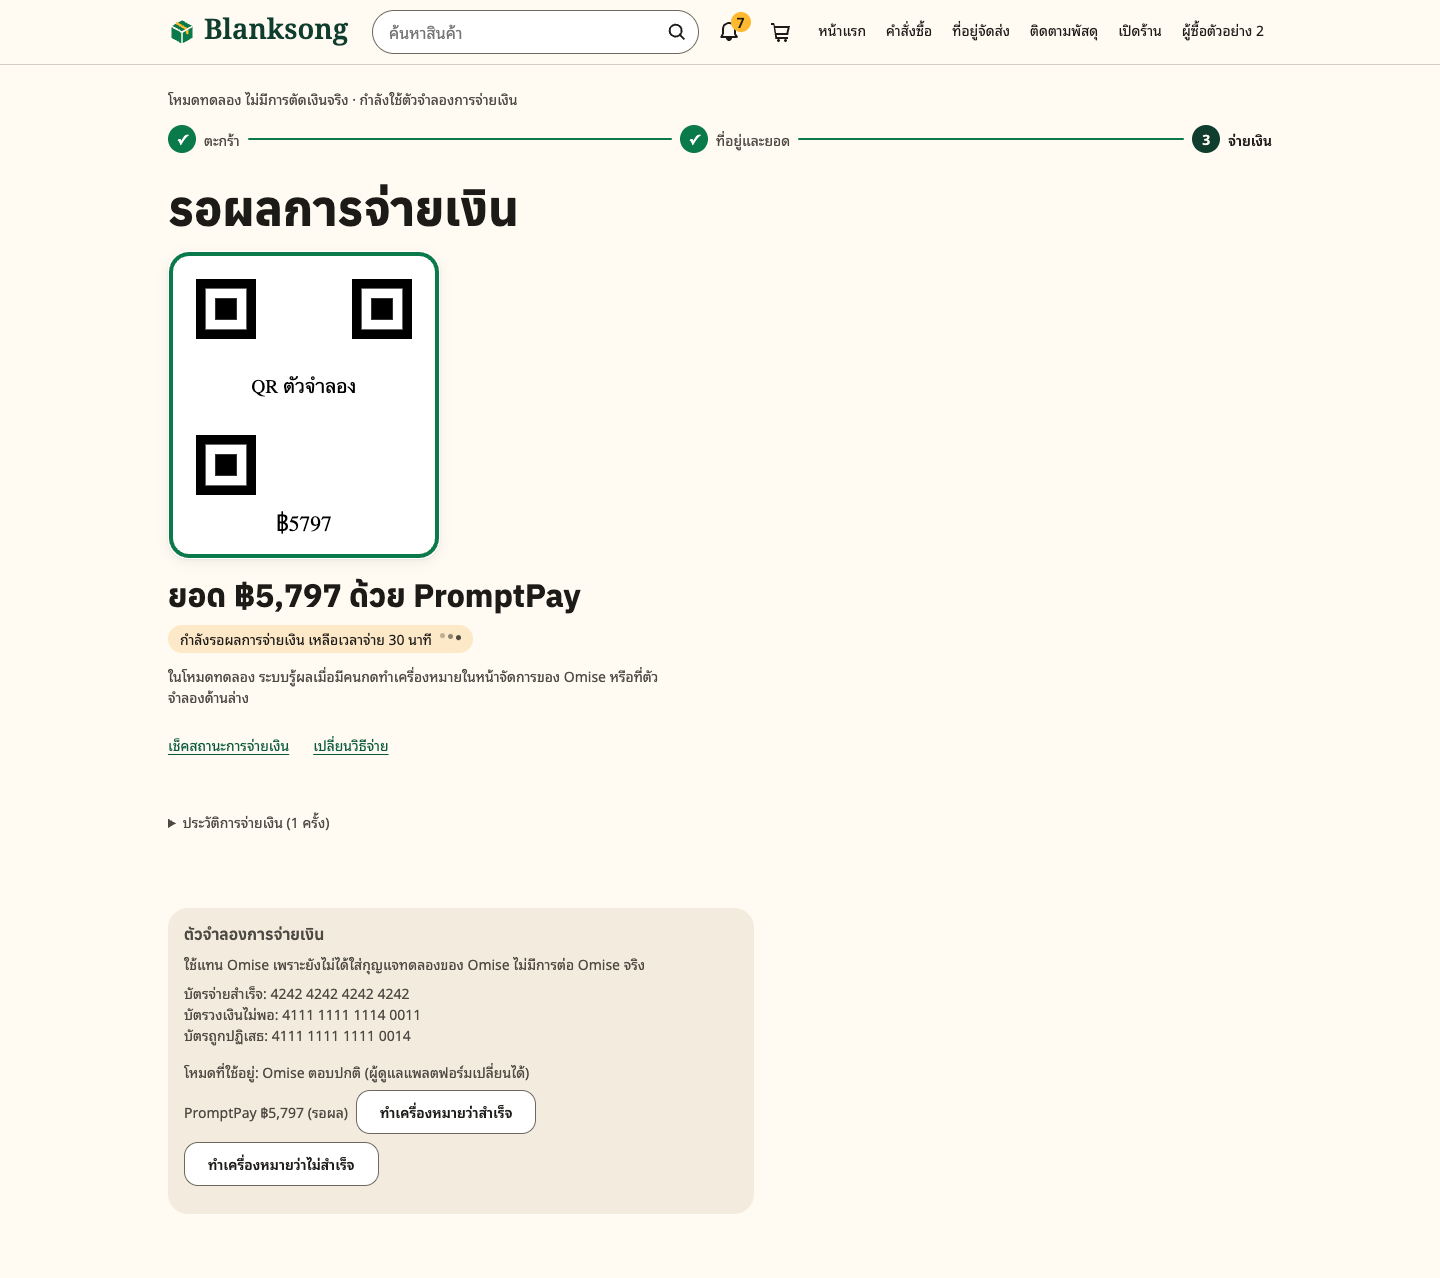 Blanksong
ค้นหาสินค้า
7
หน้าแรก
คำสั่งซื้อ
ที่อยู่จัดส่ง
ติดตามพัสดุ
เปิดร้าน
ผู้ซื้อตัวอย่าง 2
โหมดทดลอง ไม่มีการตัดเงินจริง · กำลังใช้ตัวจำลองการจ่ายเงิน
ตะกร้า
ที่อยู่และยอด
3 จ่ายเงิน
รอผลการจ่ายเงิน
QR ตัวจำลอง
฿5797
ยอด ฿5,797 ด้วย PromptPay
กำลังรอผลการจ่ายเงิน เหลือเวลาจ่าย 30 นาที
ในโหมดทดลอง ระบบรู้ผลเมื่อมีคนกดทำเครื่องหมายในหน้าจัดการของ Omise หรือที่ตัว
จำลองด้านล่าง
เช็คสถานะการจ่ายเงิน
เปลี่ยนวิธีจ่าย
ประวัติการจ่ายเงิน (1 ครั้ง)
ตัวจำลองการจ่ายเงิน
ใช้แทน Omise เพราะยังไม่ได้ใส่กุญแจทดลองของ Omise ไม่มีการต่อ Omise จริง
บัตรจ่ายสำเร็จ: 4242 4242 4242 4242
บัตรวงเงินไม่พอ: 4111 1111 1114 0011
บัตรถูกปฏิเสธ: 4111 1111 1111 0014
โหมดที่ใช้อยู่: Omise ตอบปกติ (ผู้ดูแลแพลตฟอร์มเปลี่ยนได้)
PromptPay ฿5,797 (รอผล)
ทำเครื่องหมายว่าสำเร็จ
ทำเครื่องหมายว่าไม่สำเร็จ